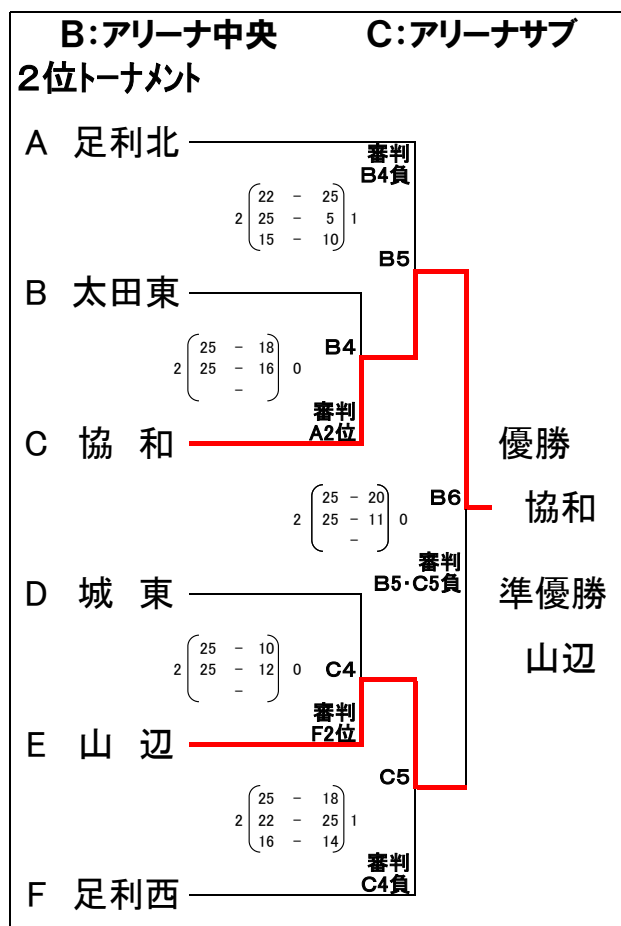 B:アリーナ中央 C:アリーナサブ
2位トーナメント
A 足利北
審判
B4負
22 - 25
2 25 - 5 1
15 - 10
B5
B 太田東
B4
25 - 18
2 25 - 16 0
-
審判
A2位
C 協 和
優勝
B6
協和
25 - 20
2 25 - 11 0
-
審判
B5・C5負
D 城 東
準優勝
山辺
25 - 10
2 25 - 12 0
-
C4
審判
F2位
E 山 辺
C5
25 - 18
2 22 - 25 1
16 - 14
審判
C4負
F 足利西